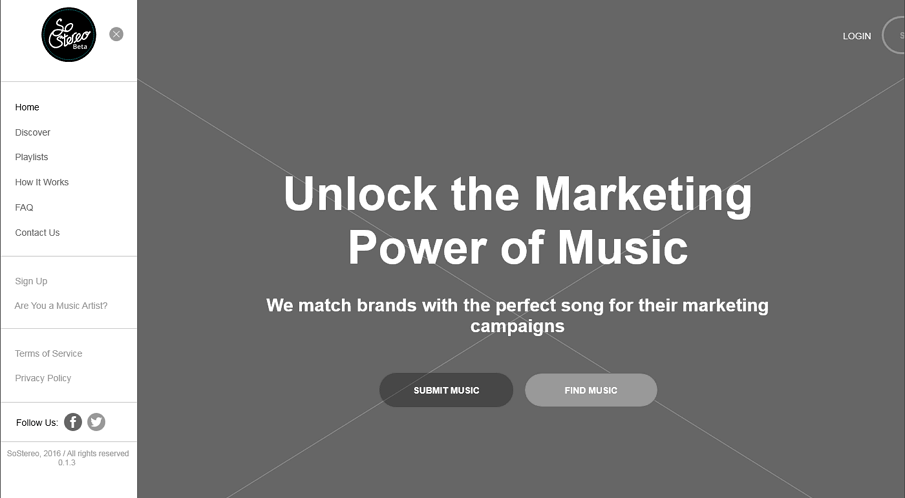 So
Stereo
Beta
Home
Discover
Playlists
How It Works
FAQ
Contact Us
Sign Up
Are You a Music Artist?
Terms of Service
Privacy Policy
Follow Us:
SoStereo, 2016 / All rights reserved
0.1.3
LOGIN
S
Unlock the Marketing
Power of Music
We match brands with the perfect song for their marketing
campaigns
SUBMIT MUSIC
FIND MUSIC